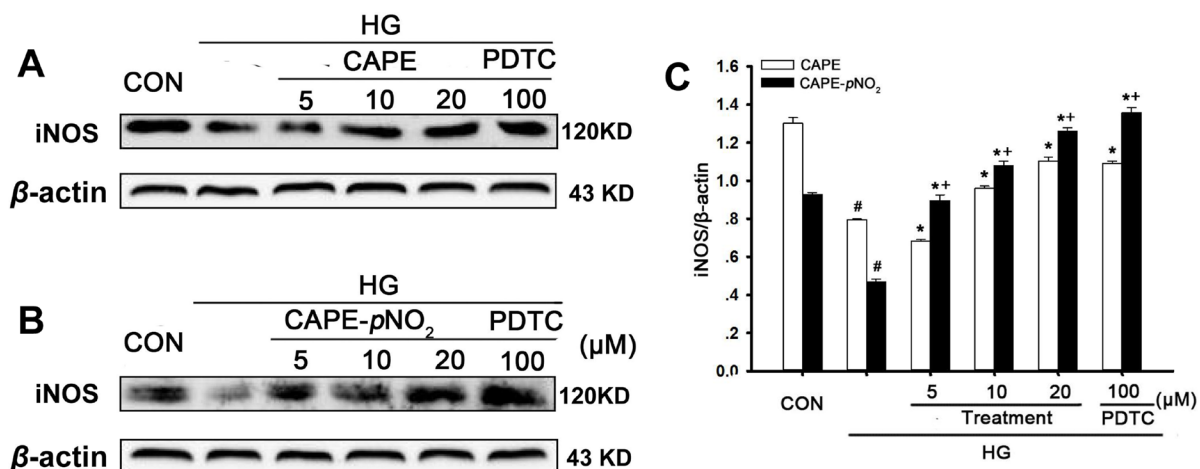 A
HG
CAPE PDTC
CON
5 10 20 100
iNOS 120KD
β-actin 43 KD
B
HG
CAPE-pNO₂ PDTC
CON 5 10 20 100 (μM)
iNOS 120KD
β-actin 43 KD
C
CAPE
CAPE-pNO₂
iNOS/β-actin
1.6
1.4
1.2
1.0
.8
.6
.4
.2
0.0
# # * *+ * *+ * *+ * *+
CON 5 10 20 100 (μM)
Treatment PDTC
HG